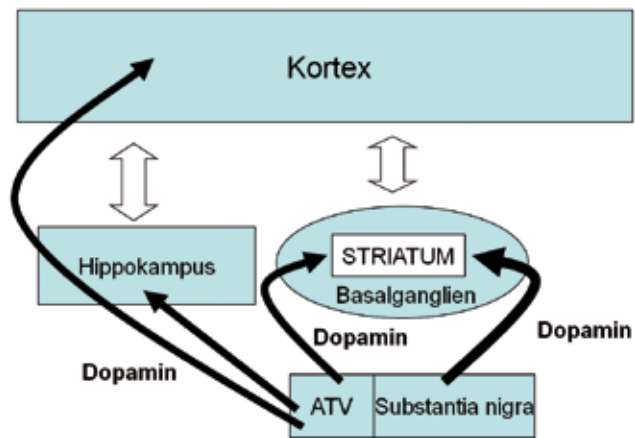 Kortex
Hippokampus
STRIATUM
Basalganglien
Dopamin
Dopamin
Dopamin
ATV
Substantia nigra